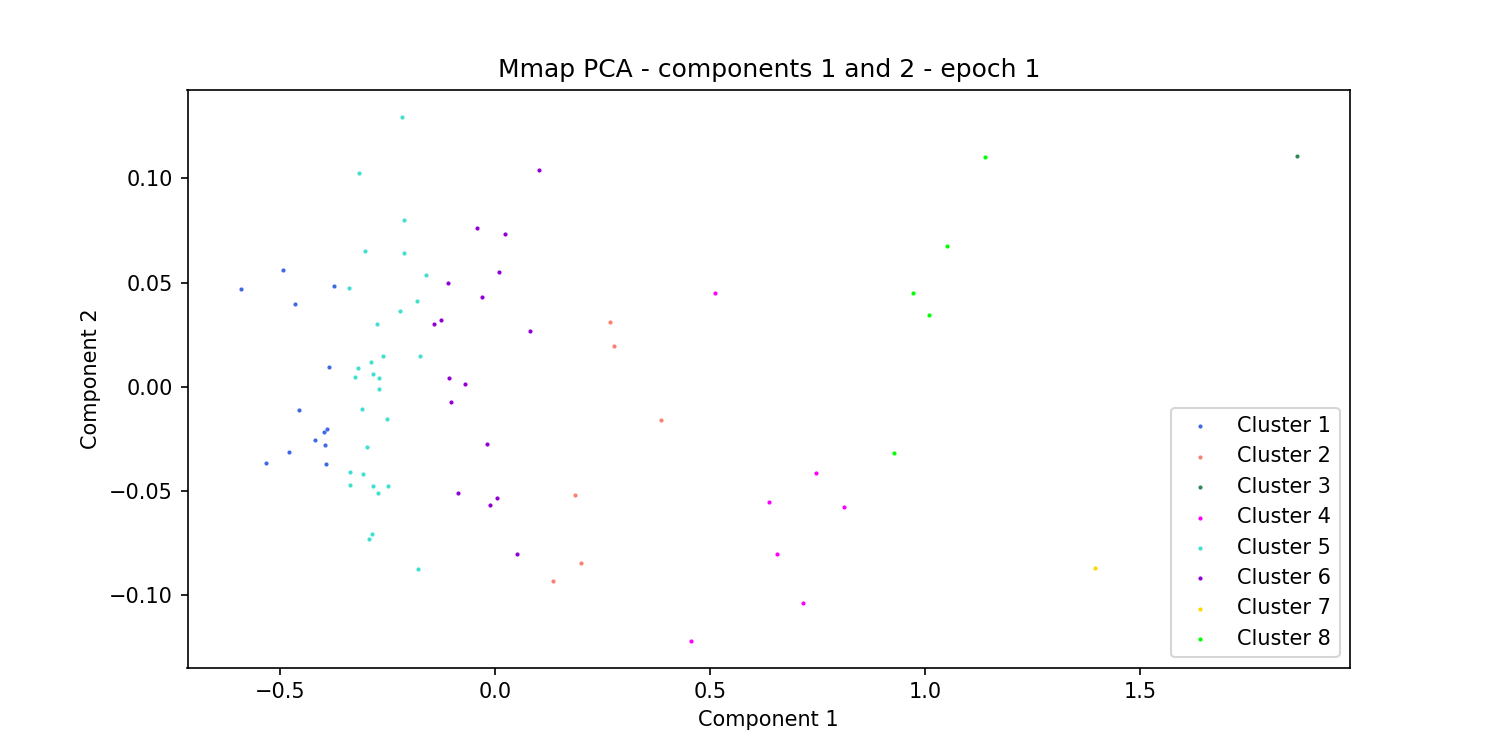 Mmap PCA - components 1 and 2 - epoch 1
0.10
0.05
0.00
−0.05
−0.10
Component 2
Cluster 1
Cluster 2
Cluster 3
Cluster 4
Cluster 5
Cluster 6
Cluster 7
Cluster 8
−0.5
0.0
0.5
1.0
1.5
Component 1